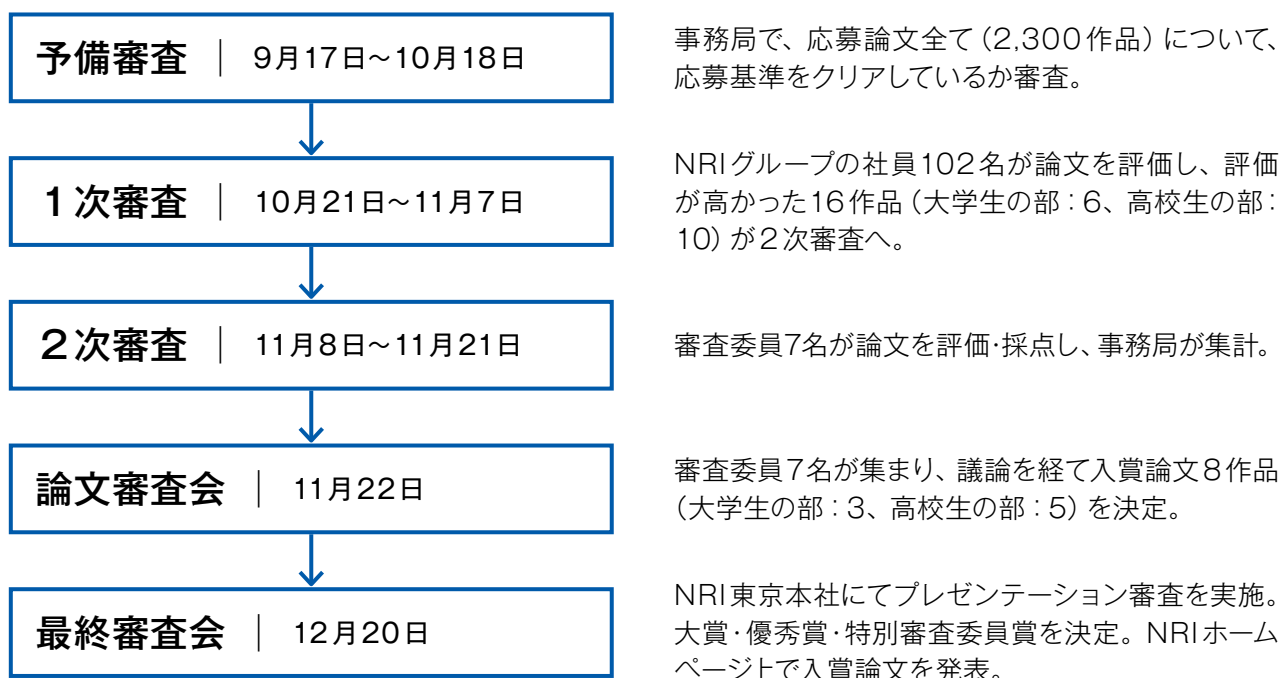 予備審査｜9月17日〜10月18日
事務局で、応募論文全て（2,300作品）について、
応募基準をクリアしているか審査。
1次審査｜10月21日〜11月7日
NRIグループの社員102名が論文を評価し、評価
が高かった16作品（大学生の部：6、高校生の部：
10）が2次審査へ。
2次審査｜11月8日〜11月21日
審査委員7名が論文を評価・採点し、事務局が集計。
論文審査会｜11月22日
審査委員7名が集まり、議論を経て入賞論文8作品
（大学生の部：3、高校生の部：5）を決定。
最終審査会｜12月20日
NRI東京本社にてプレゼンテーション審査を実施。
大賞・優秀賞・特別審査委員賞を決定。NRIホーム
ページ上で入賞論文を発表。